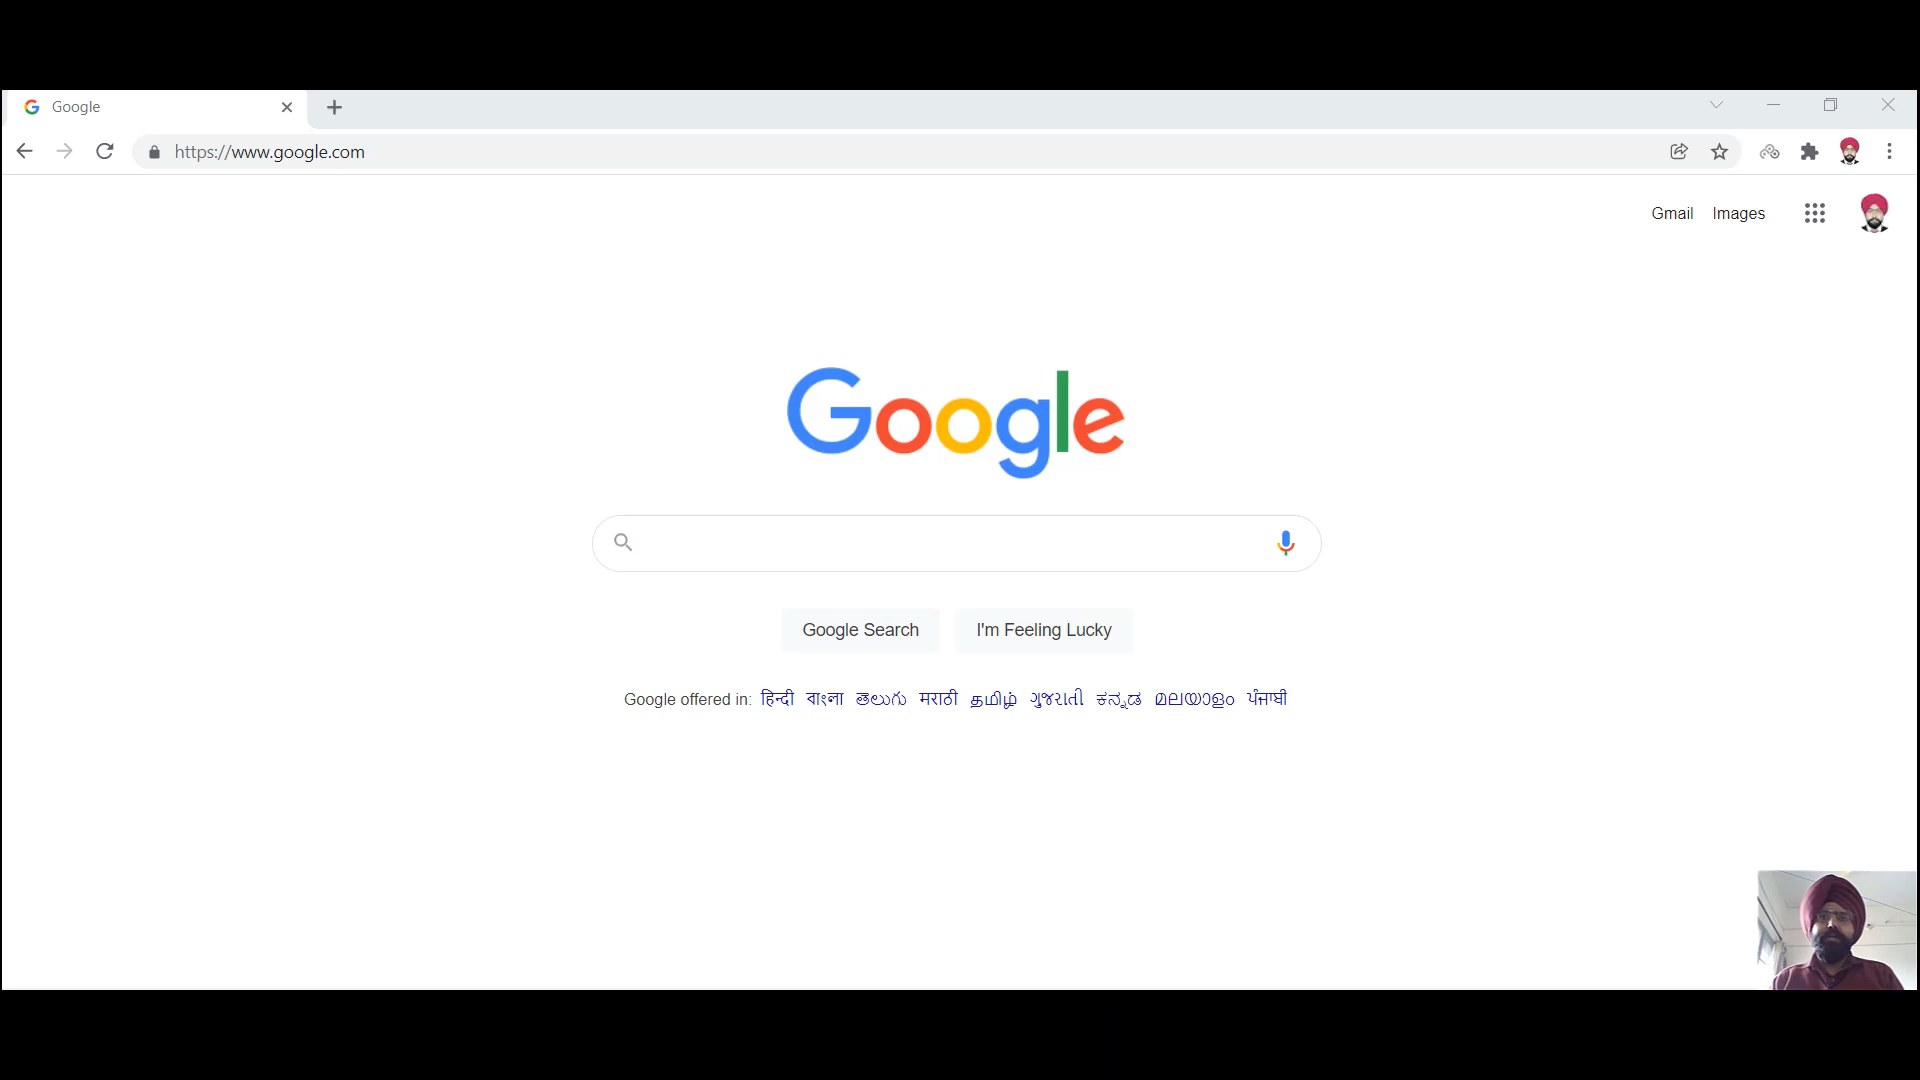 Google
https://www.google.com
Gmail Images
Google
Google Search I'm Feeling Lucky
Google offered in: हिन्दी বাংলা తెలుగు मराठी தமிழ் ગુજરાતી ಕನ್ನಡ മലയാളം ਪੰਜਾਬੀ